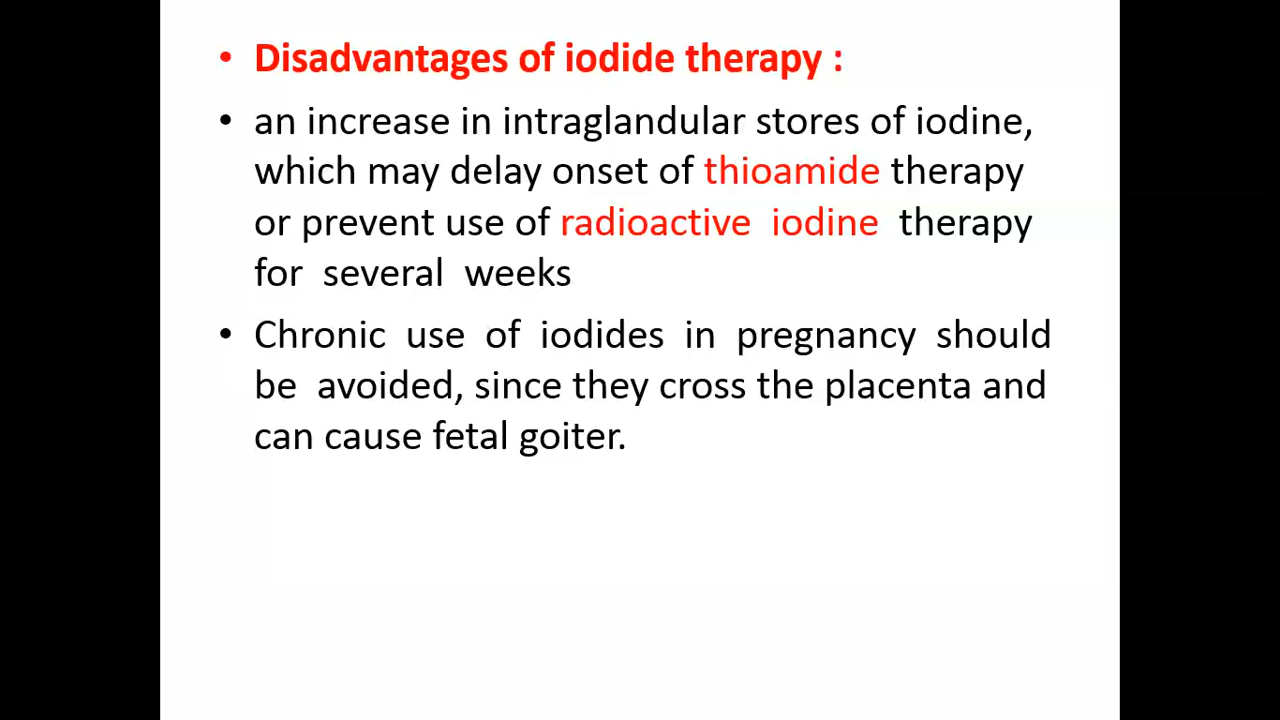 • Disadvantages of iodide therapy :
• an increase in intraglandular stores of iodine,
which may delay onset of thioamide therapy
or prevent use of radioactive iodine therapy
for several weeks
• Chronic use of iodides in pregnancy should
be avoided, since they cross the placenta and
can cause fetal goiter.